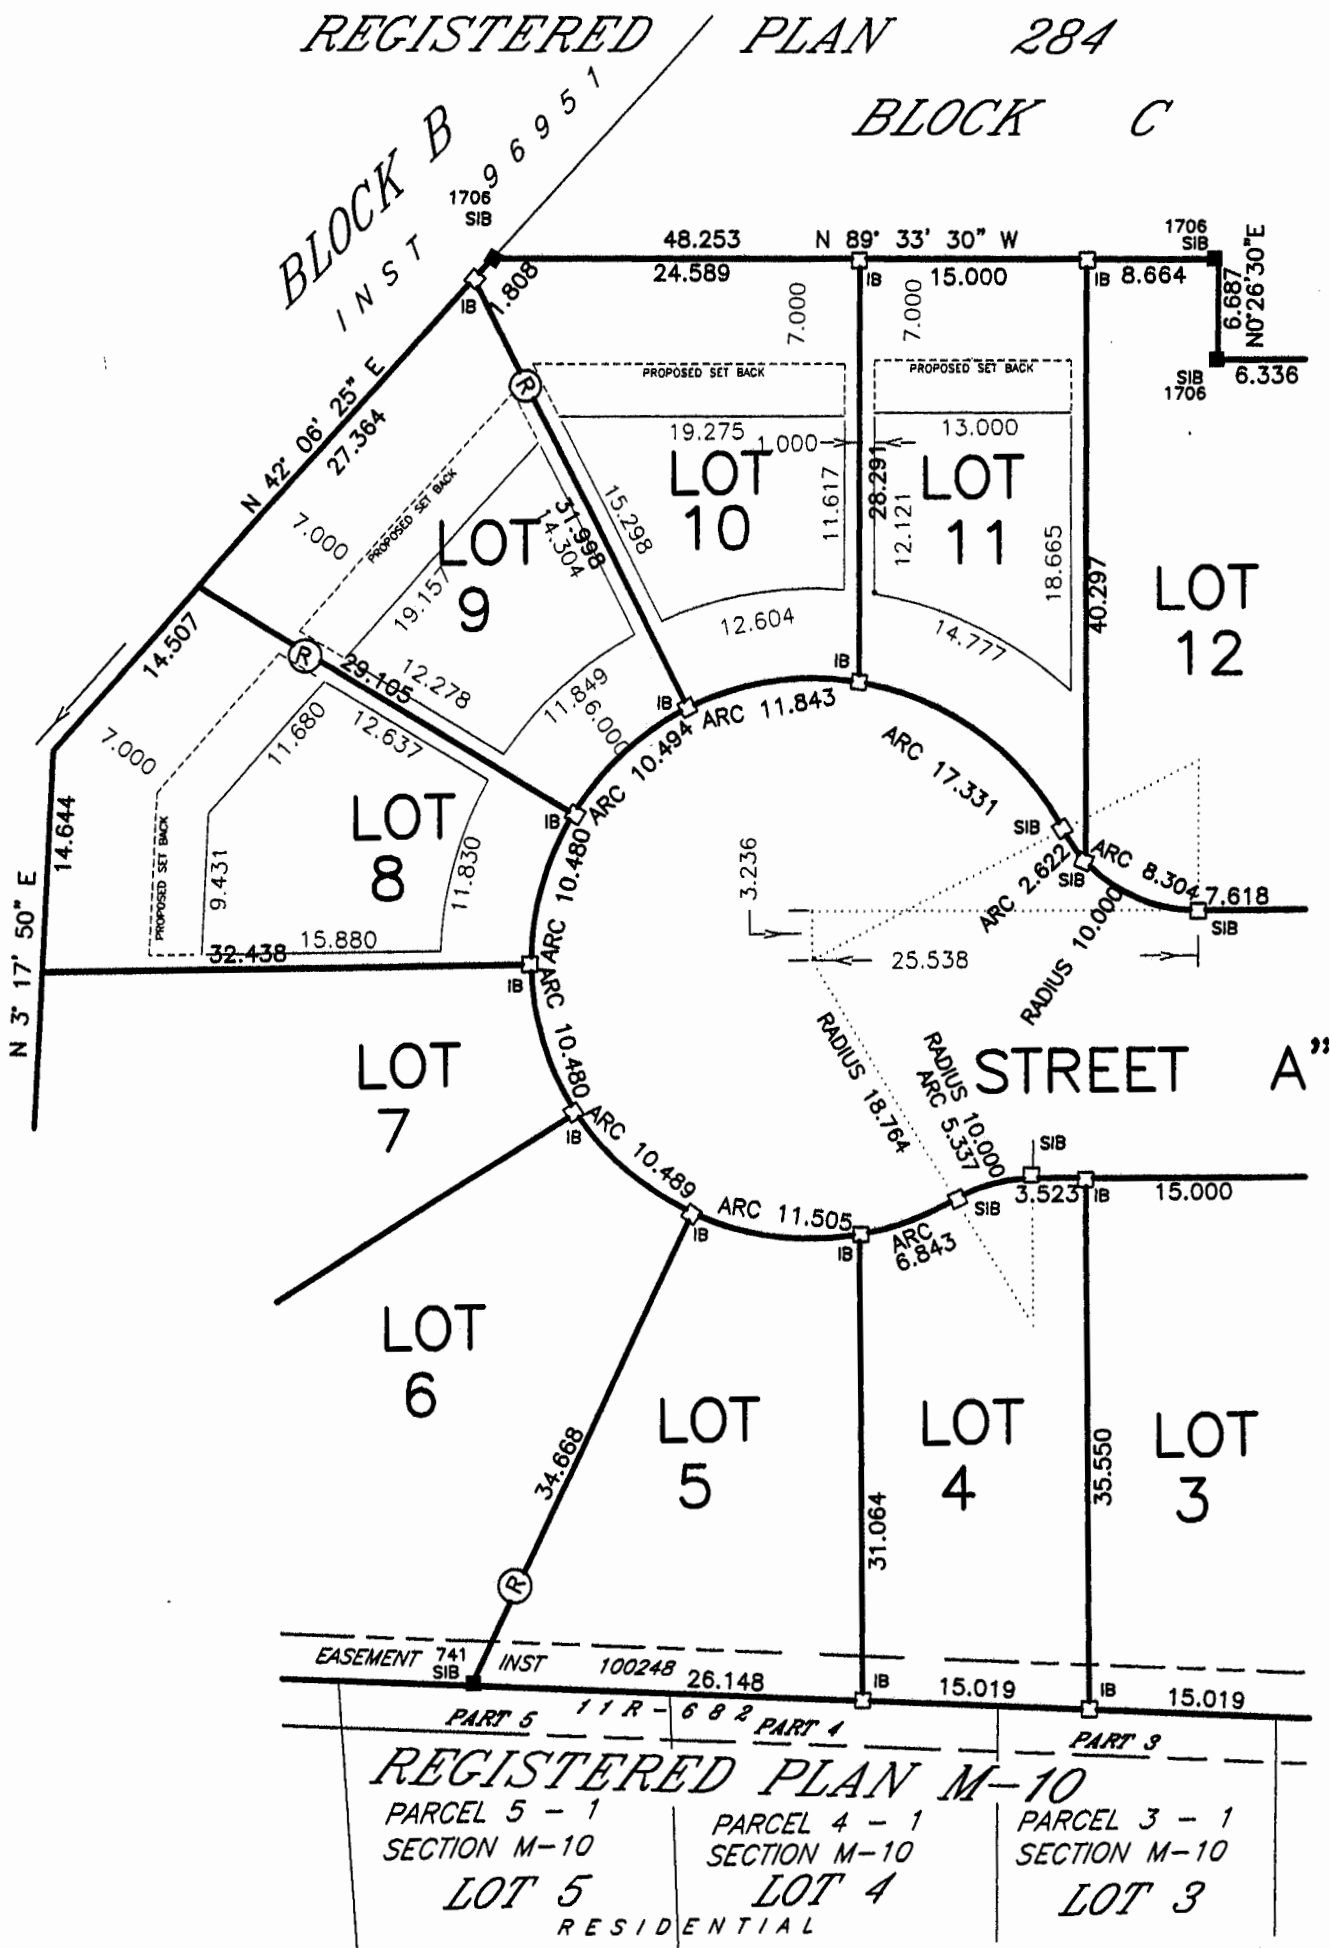 REGISTERED PLAN 284
BLOCK C
BLOCK B
INST 96951
1706
SIB
48.253 N 89° 33' 30" W
1706
SIB
24.589
IB
15.000
IB
8.664
6.687
N0°26'30"E
SIB
1706
6.336
IB
1.808
N 42° 06' 25" E
27.364
7.000
7.000
R
PROPOSED SET BACK
PROPOSED SET BACK
19.275
1.000
13.000
LOT
10
LOT
11
28.291
11.617
12.121
18.665
40.297
15.298
31.998
14.304
PROPOSED SET BACK
7.000
LOT
9
19.157
12.604
14.777
LOT
12
14.507
R
29.105
12.278
11.849
6.000
IB
IB
ARC 11.843
ARC 10.494
ARC 17.331
7.000
11.680
12.637
LOT
8
IB
14.644
PROPOSED SET BACK
9.431
11.830
15.880
32.438
ARC 10.480
N 3° 17' 50" E
SIB
SIB
ARC 2.622
ARC 8.304
7.618
SIB
3.236
25.538
RADIUS 10.000
IB
ARC 10.480
LOT
7
IB
ARC 10.489
RADIUS 18.764
RADIUS 10.000
ARC 5.337
STREET A"
SIB
3.523
IB
15.000
SIB
ARC 11.505
IB
IB
ARC
6.843
LOT
6
34.668
LOT
5
31.064
LOT
4
35.550
LOT
3
R
EASEMENT
741
SIB
INST 100248
26.148
IB
15.019
IB
15.019
PART 5
11R-682
PART 4
PART 3
REGISTERED PLAN M-10
PARCEL 5 - 1
SECTION M-10
LOT 5
PARCEL 4 - 1
SECTION M-10
LOT 4
PARCEL 3 - 1
SECTION M-10
LOT 3
RESIDENTIAL